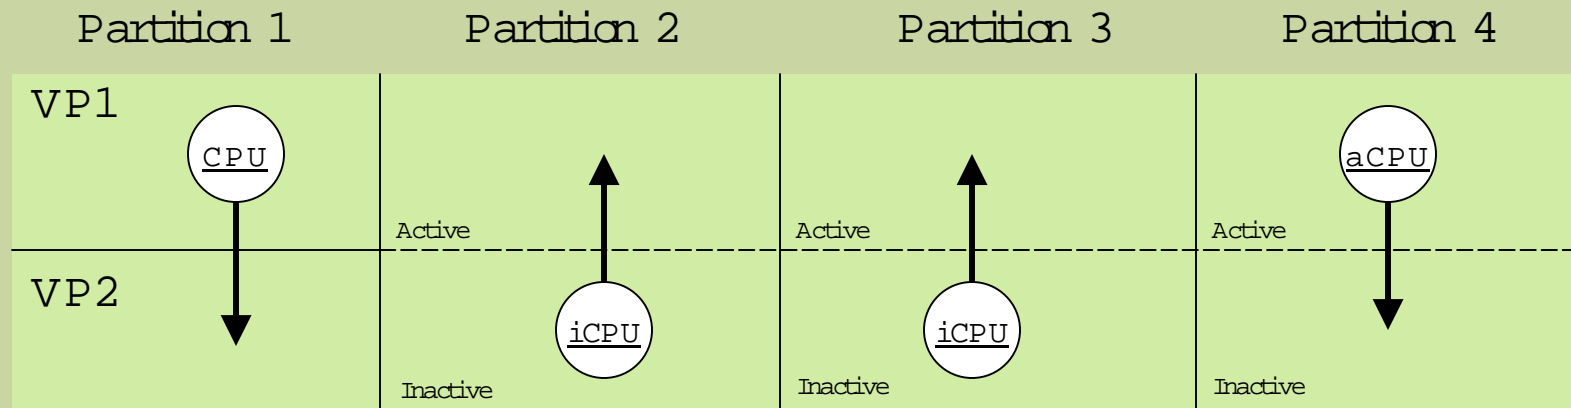 Partition 1
Partition 2
Partition 3
Partition 4
VP1
CPU
aCPU
Active
Active
Active
VP2
iCPU
iCPU
Inactive
Inactive
Inactive